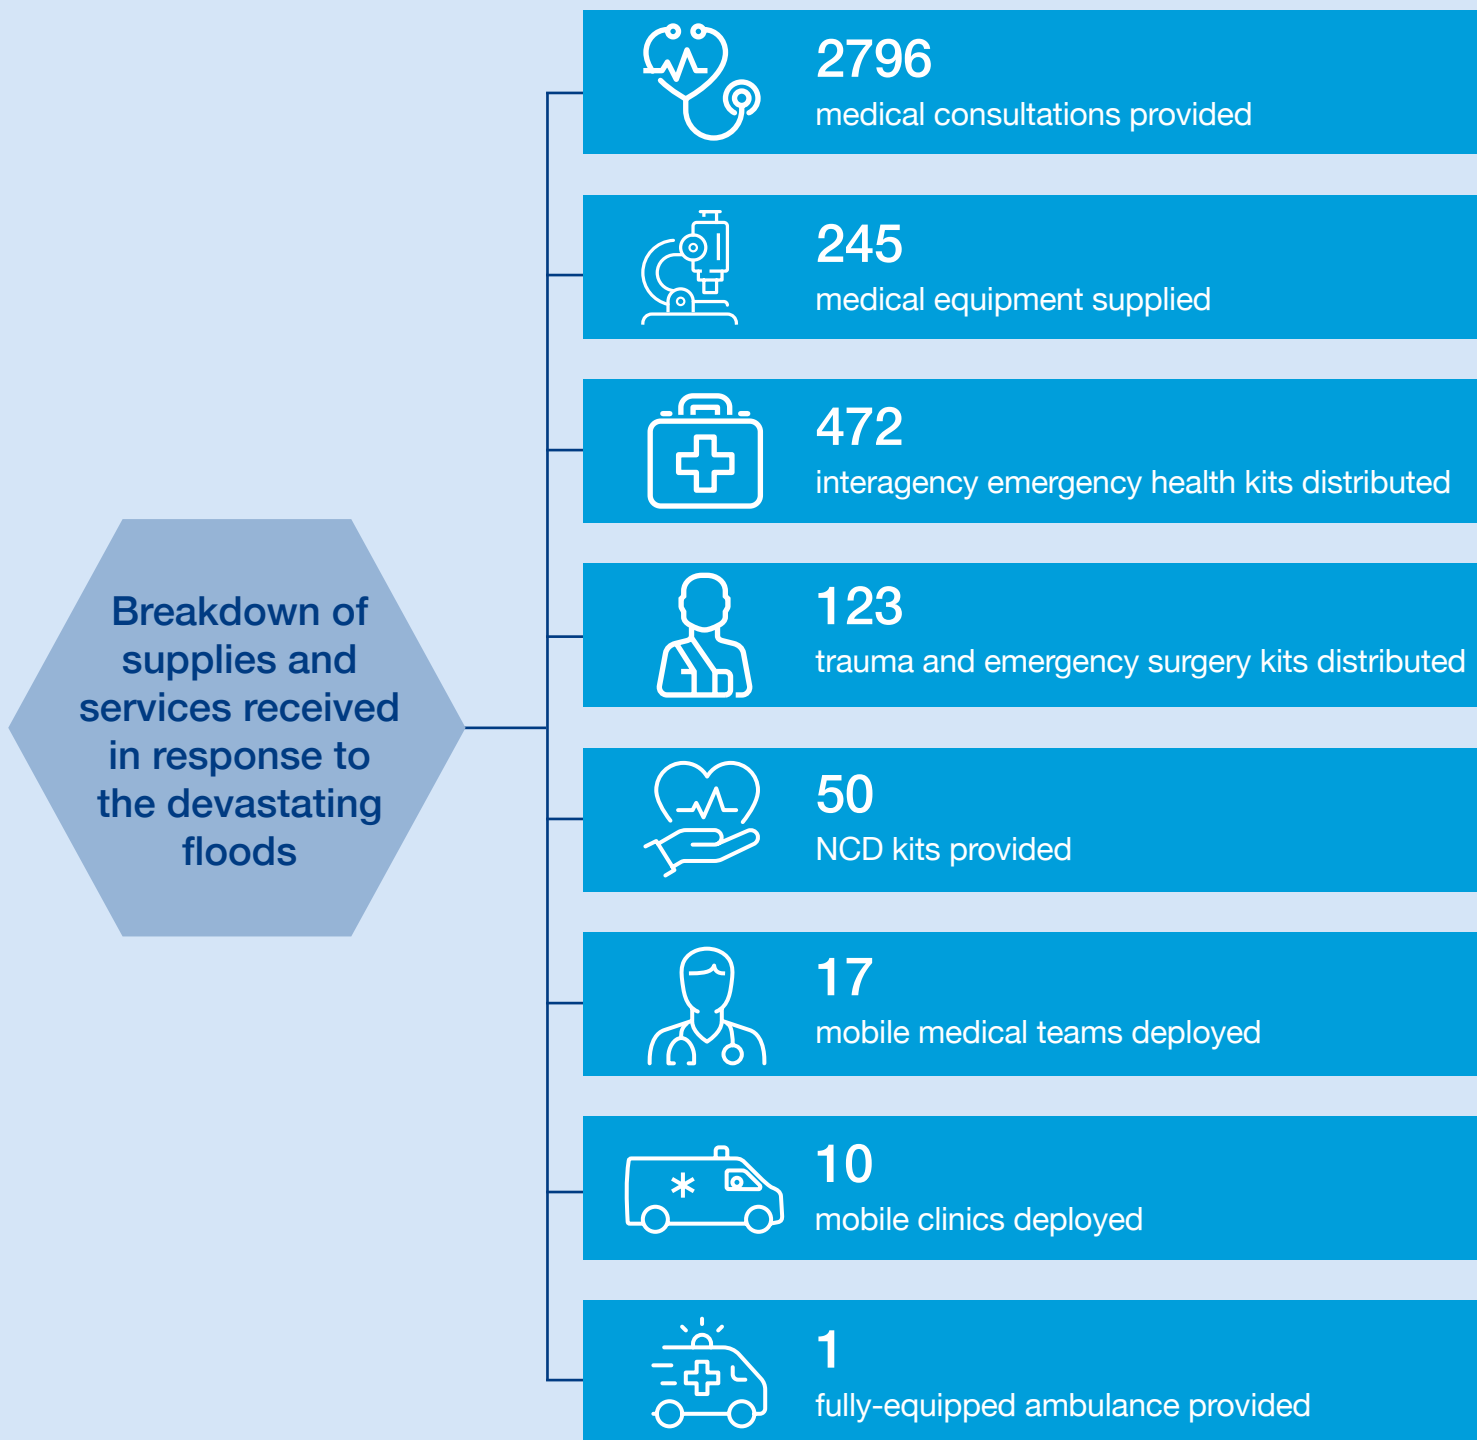 Breakdown of
supplies and
services received
in response to
the devastating
floods
2796
medical consultations provided
245
medical equipment supplied
472
interagency emergency health kits distributed
123
trauma and emergency surgery kits distributed
50
NCD kits provided
17
mobile medical teams deployed
10
mobile clinics deployed
1
fully-equipped ambulance provided